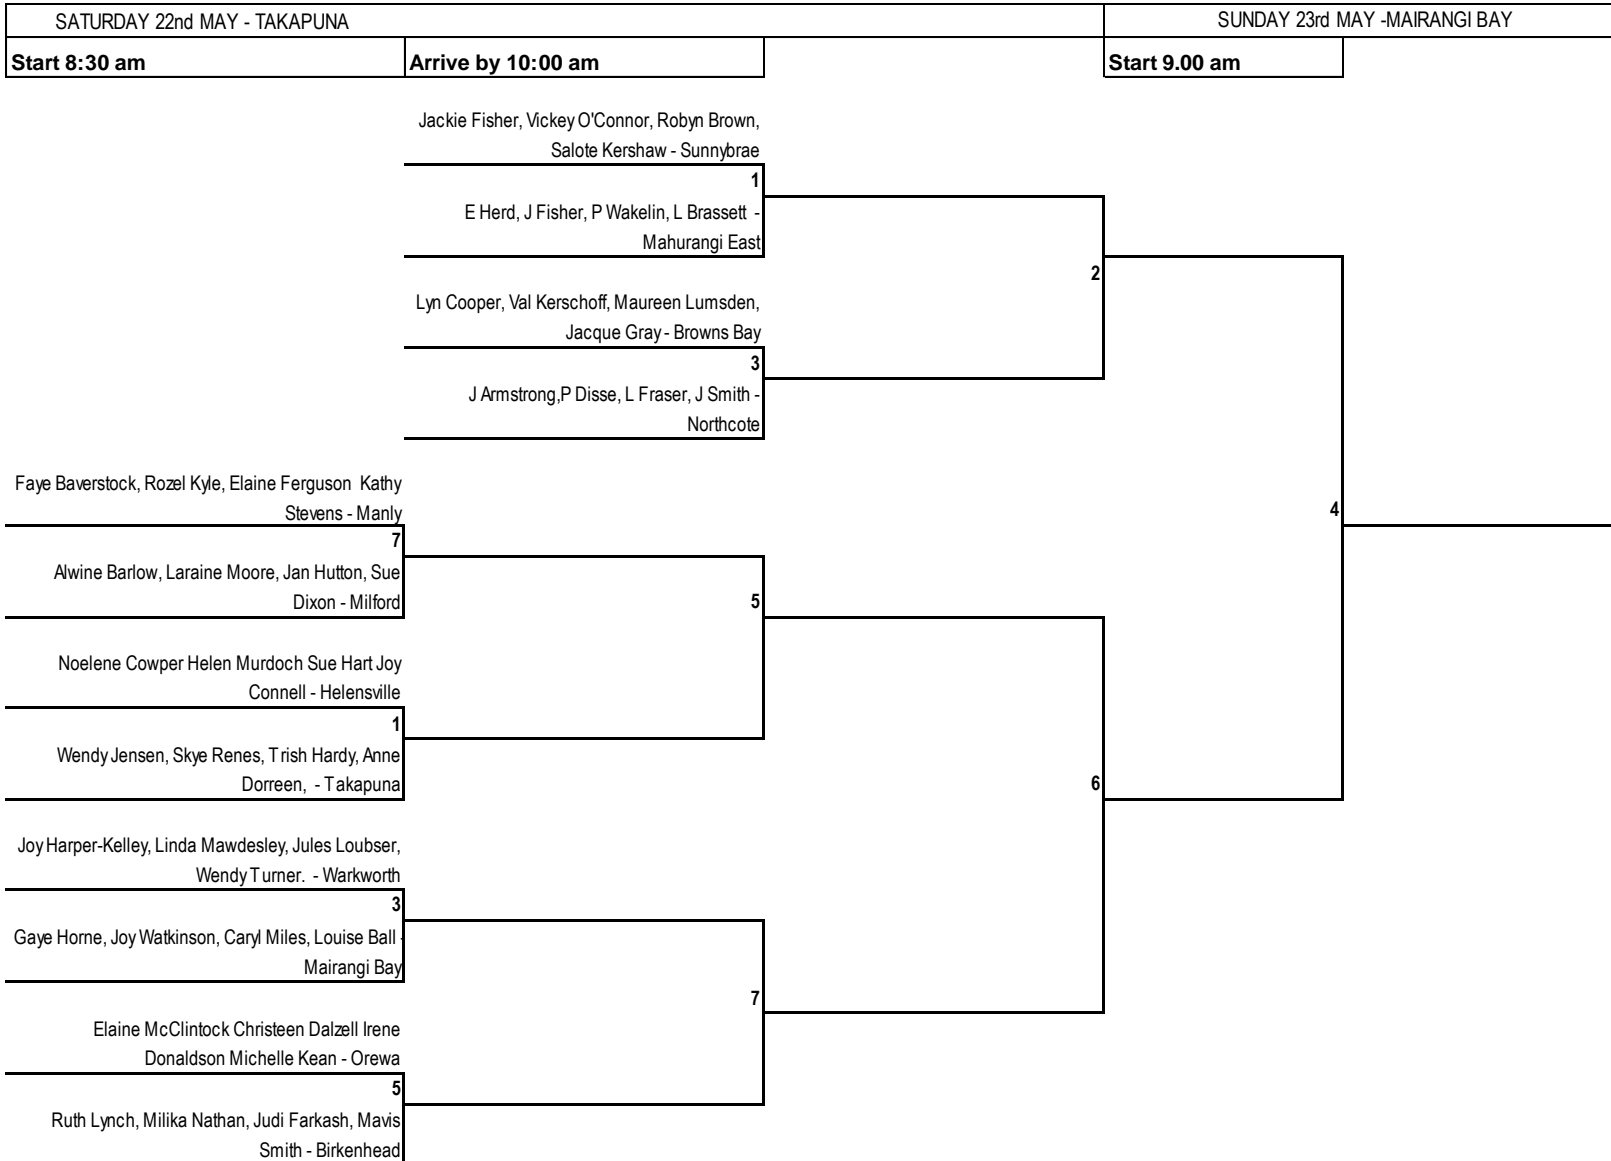 SATURDAY 22nd MAY - TAKAPUNA
SUNDAY 23rd MAY -MAIRANGI BAY
Start 8:30 am
Arrive by 10:00 am
Start 9.00 am
Jackie Fisher, Vickey O'Connor, Robyn Brown,
Salote Kershaw - Sunnybrae
1
E Herd, J Fisher, P Wakelin, L Brassett -
Mahurangi East
2
Lyn Cooper, Val Kerschoff, Maureen Lumsden,
Jacque Gray - Browns Bay
3
J Armstrong,P Disse, L Fraser, J Smith -
Northcote
Faye Baverstock, Rozel Kyle, Elaine Ferguson Kathy
Stevens - Manly
4
7
Alwine Barlow, Laraine Moore, Jan Hutton, Sue
Dixon - Milford
5
Noelene Cowper Helen Murdoch Sue Hart Joy
Connell - Helensville
1
Wendy Jensen, Skye Renes, Trish Hardy, Anne
Dorreen, - Takapuna
6
Joy Harper-Kelley, Linda Mawdesley, Jules Loubser,
Wendy Turner. - Warkworth
3
Gaye Horne, Joy Watkinson, Caryl Miles, Louise Ball -
Mairangi Bay
7
Elaine McClintock Christeen Dalzell Irene
Donaldson Michelle Kean - Orewa
5
Ruth Lynch, Milika Nathan, Judi Farkash, Mavis
Smith - Birkenhead